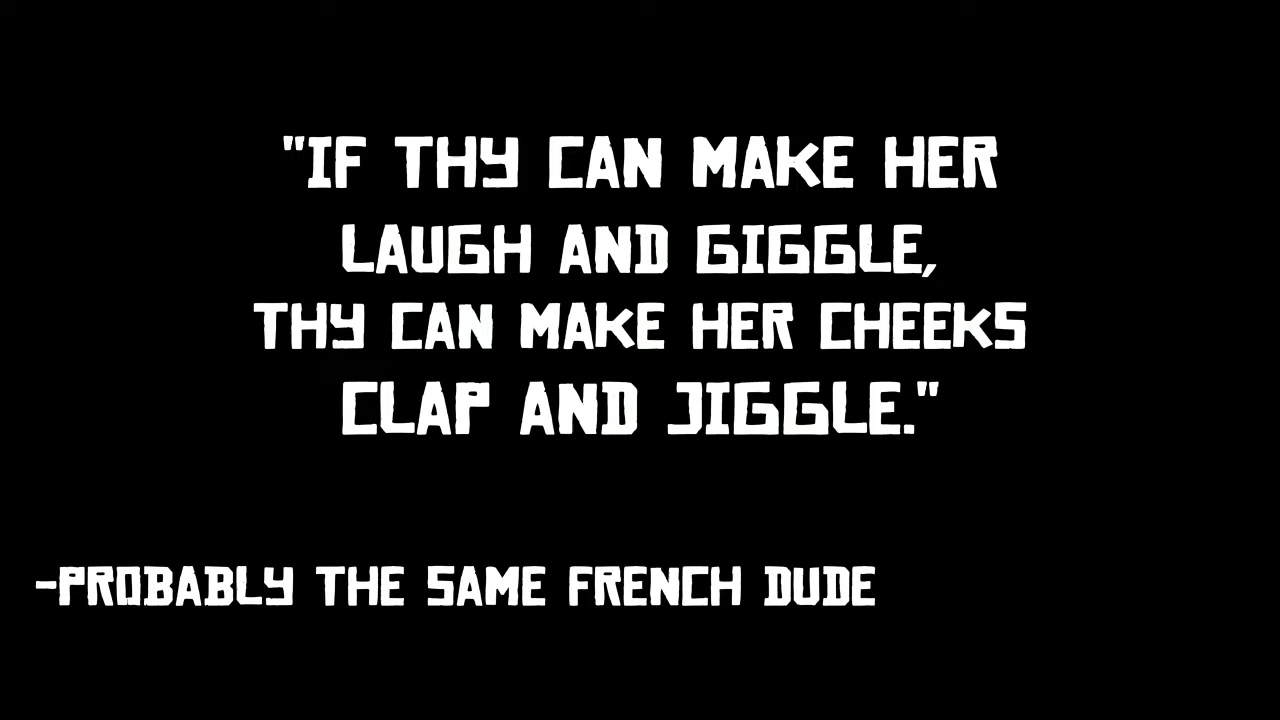 "IF THY CAN MAKE HER
LAUGH AND GIGGLE,
THY CAN MAKE HER CHEEKS
CLAP AND JIGGLE."
-PROBABLY THE SAME FRENCH DUDE